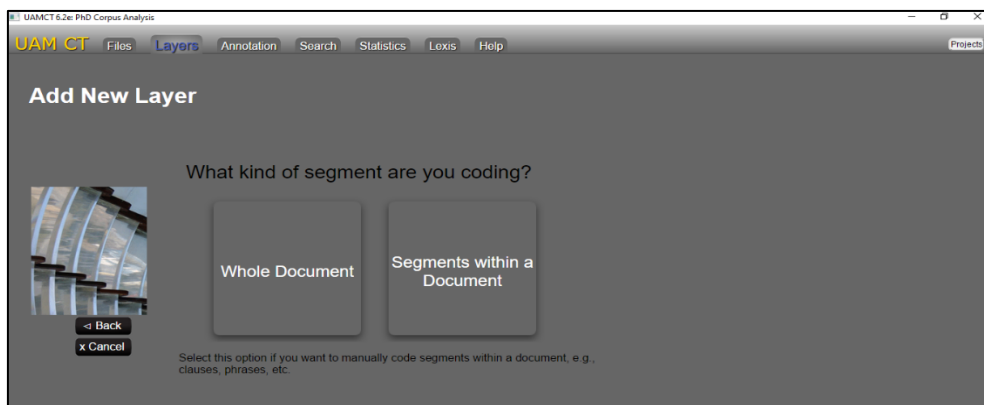 UAMCT 6.2e: PhD Corpus Analysis
UAM CT Files Layers Annotation Search Statistics Lexis Help Projects
Add New Layer
What kind of segment are you coding?
Whole Document
Segments within a
Document
◁ Back
x Cancel
Select this option if you want to manually code segments within a document, e.g.,
clauses, phrases, etc.